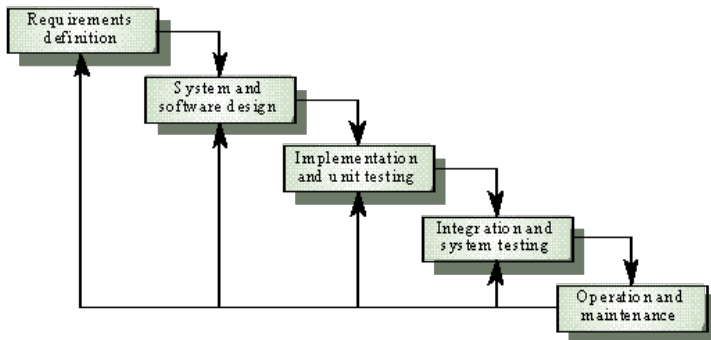 Requirements
definition
System and
software design
Implementation
and unit testing
Integration and
system testing
Operation and
maintenance